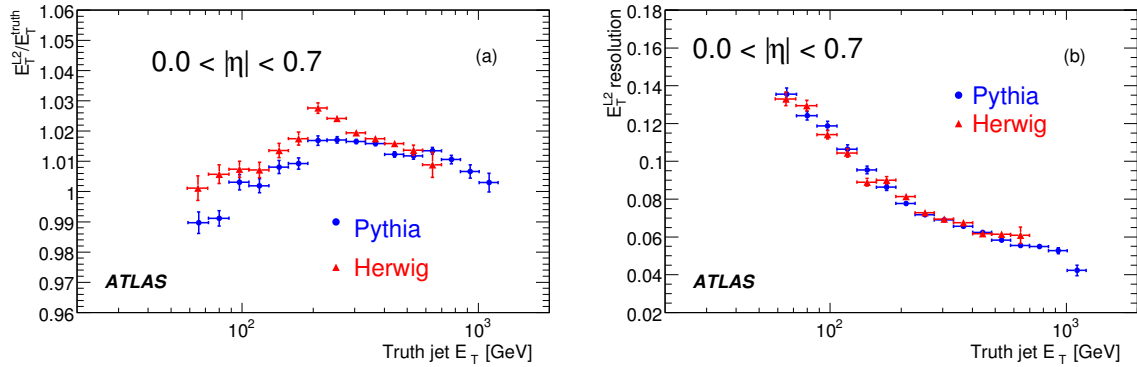 E_T^L2/E_T^truth
1.06
1.05
1.04
1.03
1.02
1.01
1
0.99
0.98
0.97
0.96
0.0 < |η| < 0.7
(a)
Pythia
Herwig
ATLAS
10^2
10^3
Truth jet E_T [GeV]
E_T^L2 resolution
0.18
0.16
0.14
0.12
0.1
0.08
0.06
0.04
0.02
0.0 < |η| < 0.7
(b)
Pythia
Herwig
ATLAS
10^2
10^3
Truth jet E_T [GeV]